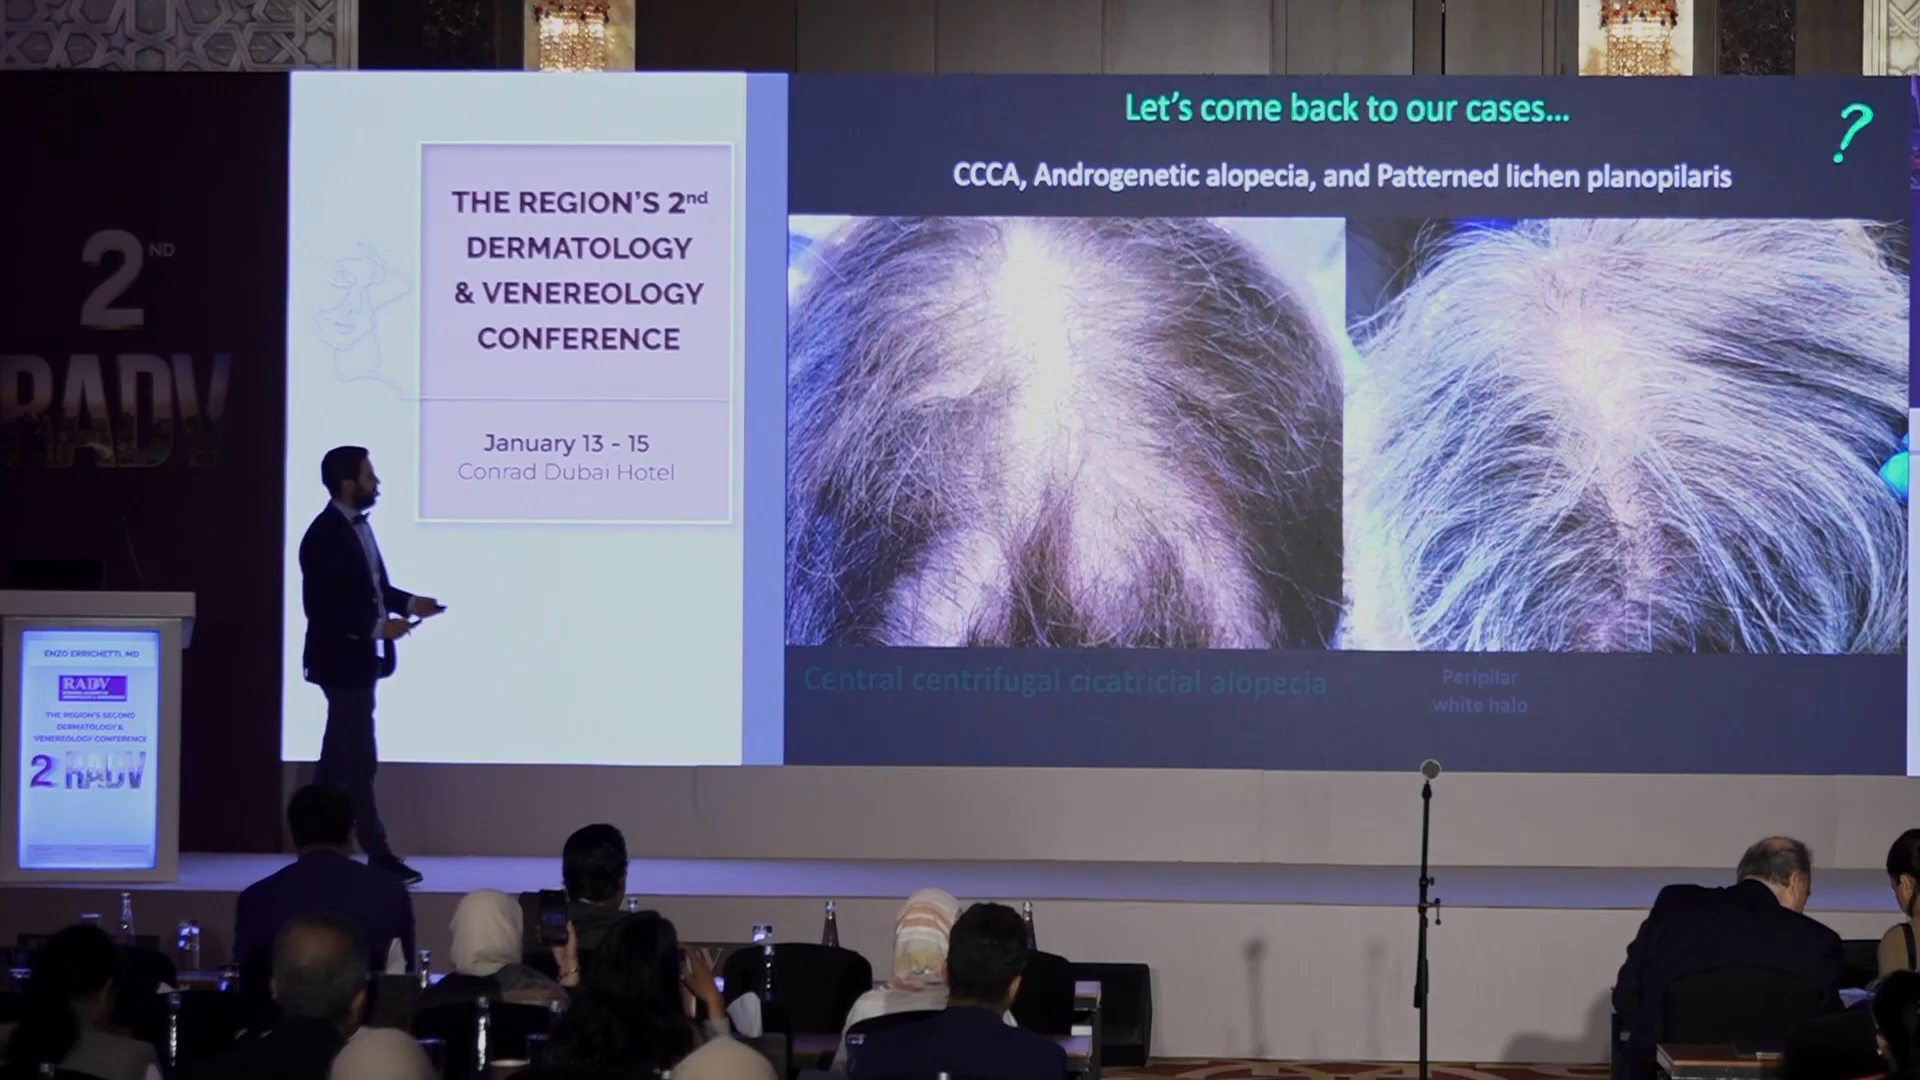 2ND
RADV
THE REGION'S 2nd
DERMATOLOGY
& VENEREOLOGY
CONFERENCE
January 13 - 15
Conrad Dubai Hotel
Let's come back to our cases...
?
CCCA, Androgenetic alopecia, and Patterned lichen planopilaris
Central centrifugal cicatricial alopecia
Peripilar
white halo
ENZO ERRICHETTI, MD
RADV
THE REGION'S SECOND
DERMATOLOGY &
VENEREOLOGY CONFERENCE
2 RADV